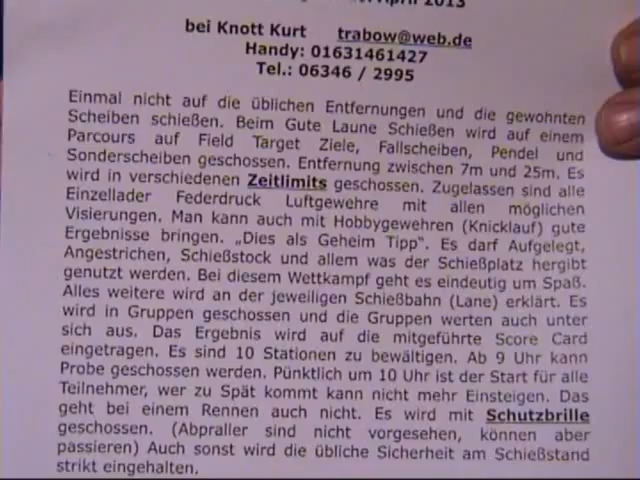 April 2013
bei Knott Kurt trabow@web.de
Handy: 01631461427
Tel.: 06346 / 2995
Einmal nicht auf die üblichen Entfernungen und die gewohnten
Scheiben schießen. Beim Gute Laune Schießen wird auf einem
Parcours auf Field Target Ziele, Fallscheiben, Pendel und
Sonderscheiben geschossen. Entfernung zwischen 7m und 25m. Es
wird in verschiedenen Zeitlimits geschossen. Zugelassen sind alle
Einzellader Federdruck Luftgewehre mit allen möglichen
Visierungen. Man kann auch mit Hobbygewehren (Knicklauf) gute
Ergebnisse bringen. „Dies als Geheim Tipp“. Es darf Aufgelegt,
Angestrichen, Schießstock und allem was der Schießplatz hergibt
genutzt werden. Bei diesem Wettkampf geht es eindeutig um Spaß.
Alles weitere wird an der jeweiligen Schießbahn (Lane) erklärt. Es
wird in Gruppen geschossen und die Gruppen werten auch unter
sich aus. Das Ergebnis wird auf die mitgeführte Score Card
eingetragen. Es sind 10 Stationen zu bewältigen. Ab 9 Uhr kann
Probe geschossen werden. Pünktlich um 10 Uhr ist der Start für alle
Teilnehmer, wer zu Spät kommt kann nicht mehr Einsteigen. Das
geht bei einem Rennen auch nicht. Es wird mit Schutzbrille
geschossen. (Abpraller sind nicht vorgesehen, können aber
passieren) Auch sonst wird die übliche Sicherheit am Schießstand
strikt eingehalten.